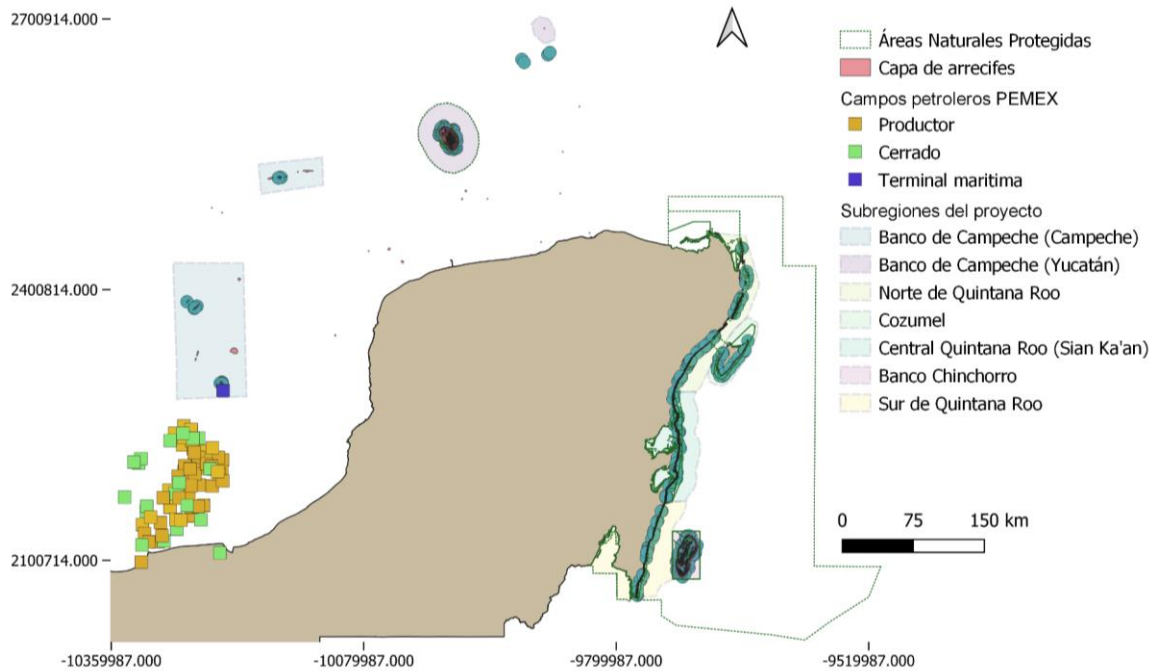 2700914.000
2400814.000
2100714.000
-10359987.000
-10079987.000
-9799987.000
-9519987.000
Áreas Naturales Protegidas
Capa de arrecifes
Campos petroleros PEMEX
Productor
Cerrado
Terminal maritima
Subregiones del proyecto
Banco de Campeche (Campeche)
Banco de Campeche (Yucatán)
Norte de Quintana Roo
Cozumel
Central Quintana Roo (Sian Ka'an)
Banco Chinchorro
Sur de Quintana Roo
0 75 150 km